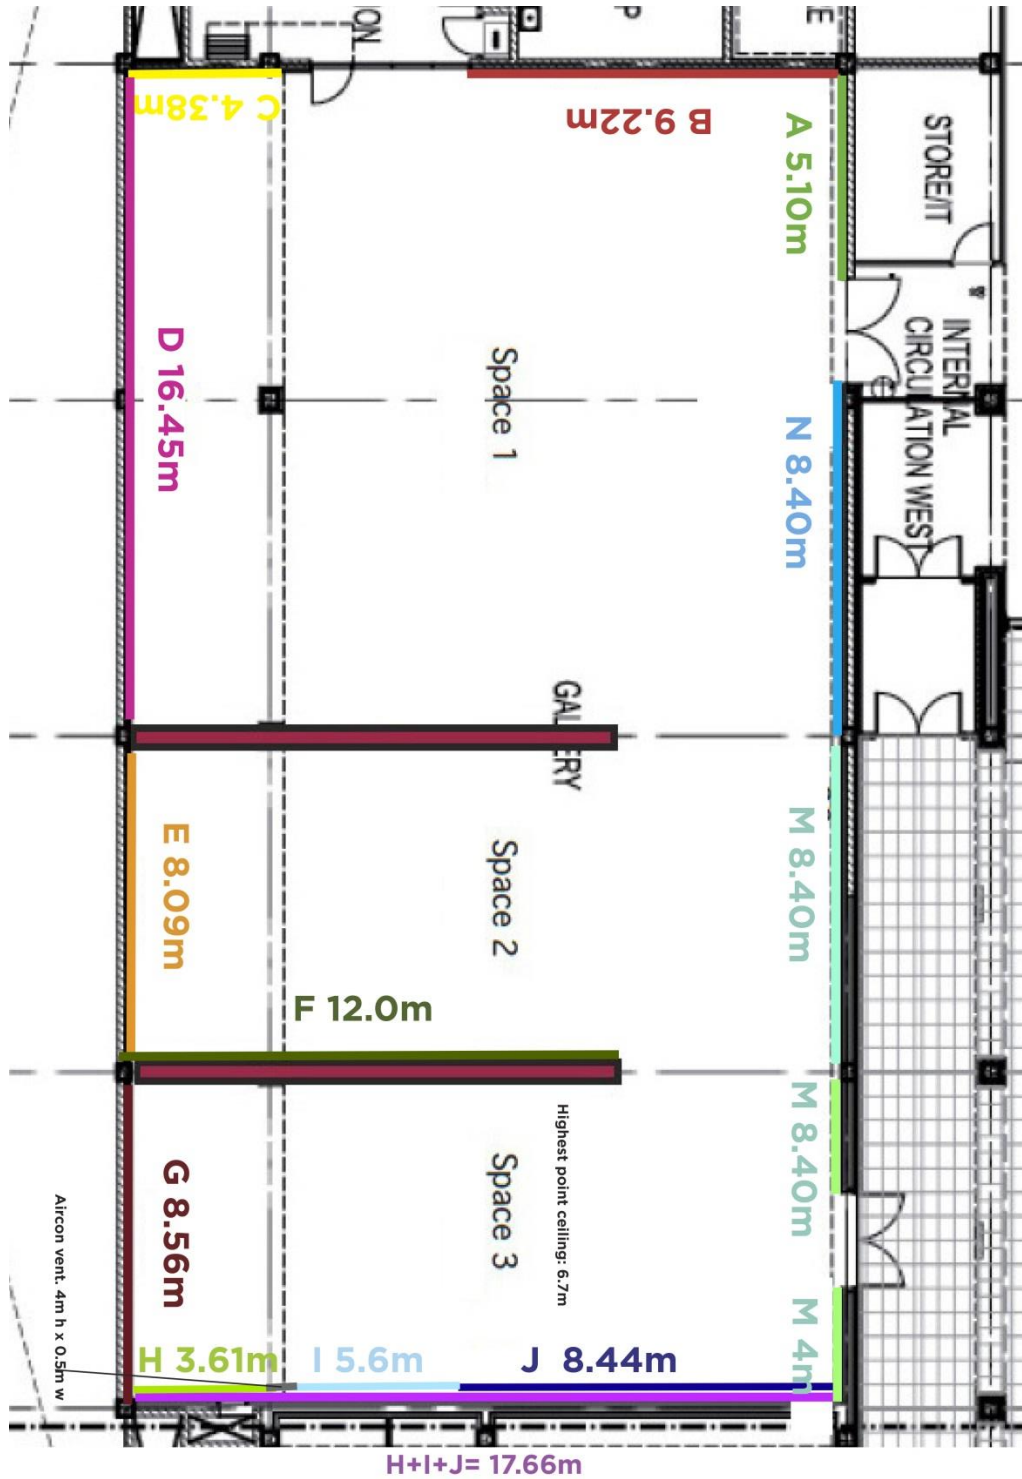 ON
P
E
C 4.38m
B 9.22m
A 5.10m
STORE/IT
D 16.45m
Space 1
INTERNAL
CIRCULATION WEST
N 8.40m
GALLERY
E 8.09m
Space 2
M 8.40m
F 12.0m
G 8.56m
Space 3
Highest point ceiling: 6.7m
M 8.40m
Aircon vent. 4m h x 0.5m w
M 4m
H 3.61m
I 5.6m
J 8.44m
H+I+J= 17.66m